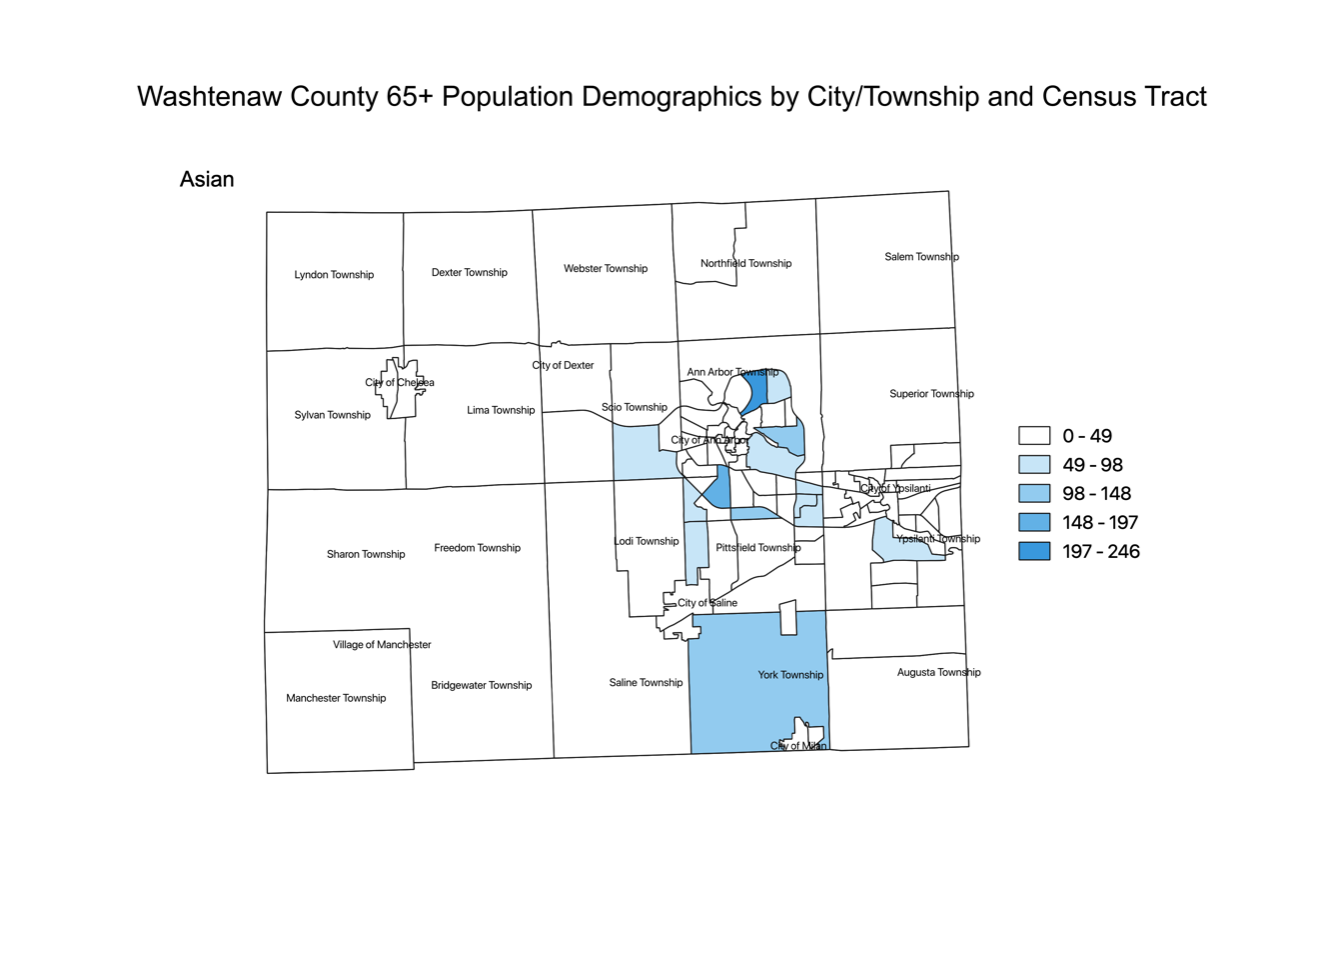 Washtenaw County 65+ Population Demographics by City/Township and Census Tract
Asian
Lyndon Township
Dexter Township
Webster Township
Northfield Township
Salem Township
City of Chelsea
City of Dexter
Ann Arbor Township
Sylvan Township
Lima Township
Scio Township
Superior Township
City of Ann Arbor
City of Ypsilanti
Sharon Township
Freedom Township
Lodi Township
Pittsfield Township
Ypsilanti Township
City of Saline
Village of Manchester
Manchester Township
Bridgewater Township
Saline Township
York Township
Augusta Township
City of Milan
0 - 49
49 - 98
98 - 148
148 - 197
197 - 246